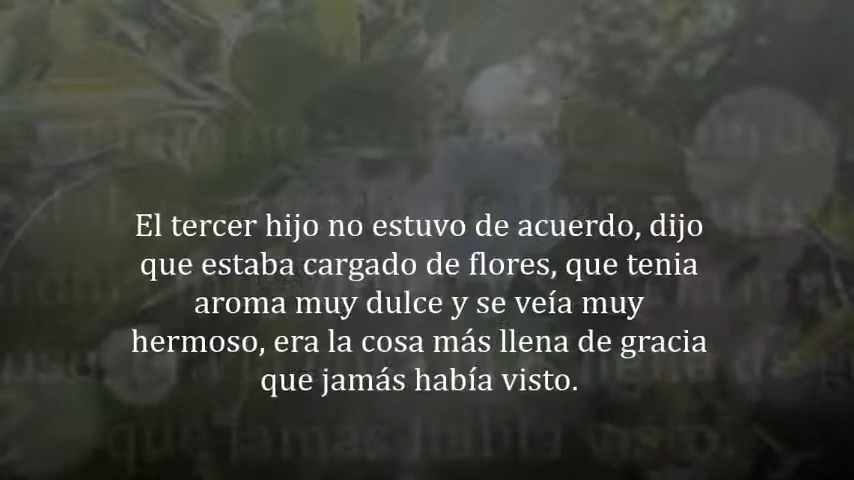 El tercer hijo no estuvo de acuerdo, dijo
que estaba cargado de flores, que tenia
aroma muy dulce y se veía muy
hermoso, era la cosa más llena de gracia
que jamás había visto.